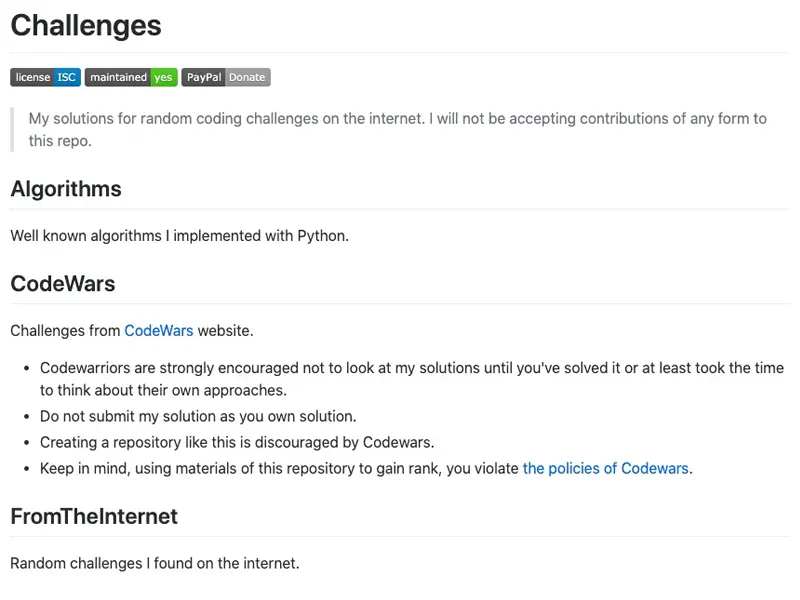 Challenges
license ISC maintained yes PayPal Donate
My solutions for random coding challenges on the internet. I will not be accepting contributions of any form to
this repo.
Algorithms
Well known algorithms I implemented with Python.
CodeWars
Challenges from CodeWars website.
• Codewarriors are strongly encouraged not to look at my solutions until you've solved it or at least took the time
to think about their own approaches.
• Do not submit my solution as you own solution.
• Creating a repository like this is discouraged by Codewars.
• Keep in mind, using materials of this repository to gain rank, you violate the policies of Codewars.
FromTheInternet
Random challenges I found on the internet.